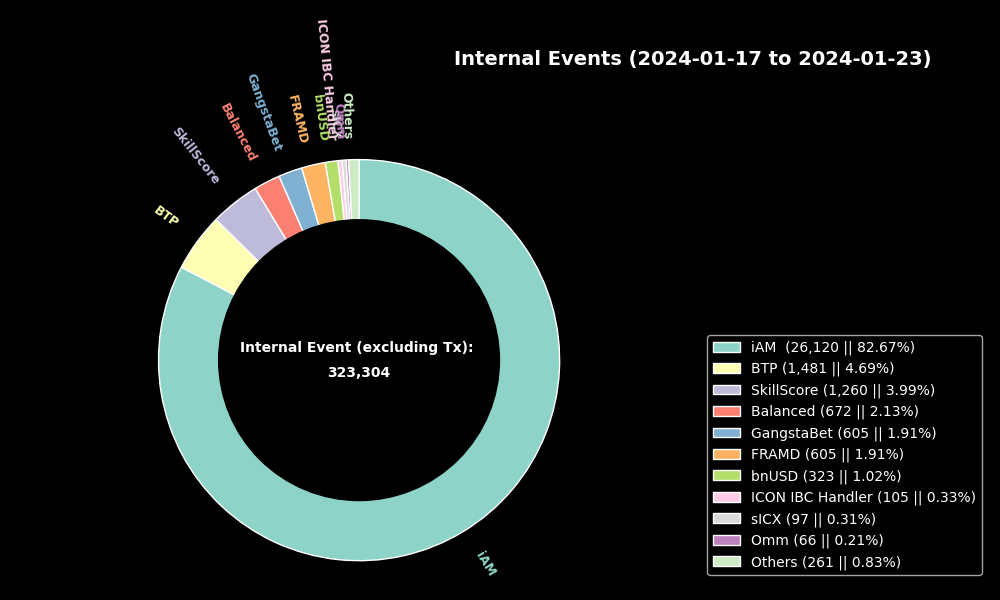 Internal Events (2024-01-17 to 2024-01-23)
ICON IBC Handler
Others
Omm
sICX
bnUSD
FRAMD
GangstaBet
Balanced
SkillScore
BTP
Internal Event (excluding Tx):
323,304
iAM
iAM  (26,120 || 82.67%)
BTP (1,481 || 4.69%)
SkillScore (1,260 || 3.99%)
Balanced (672 || 2.13%)
GangstaBet (605 || 1.91%)
FRAMD (605 || 1.91%)
bnUSD (323 || 1.02%)
ICON IBC Handler (105 || 0.33%)
sICX (97 || 0.31%)
Omm (66 || 0.21%)
Others (261 || 0.83%)